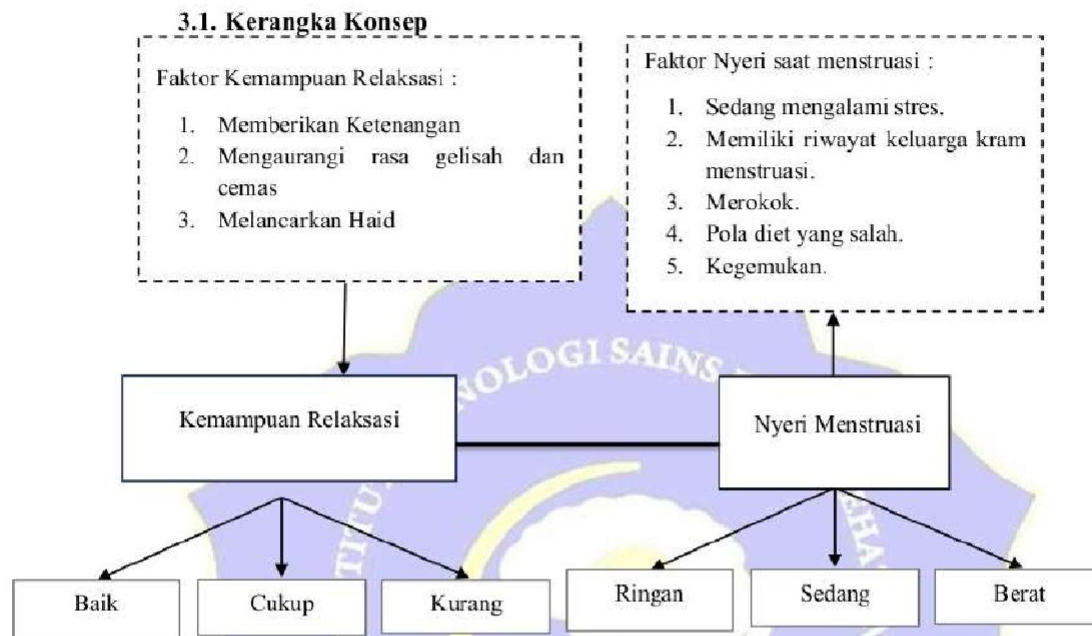 3.1. Kerangka Konsep
Faktor Kemampuan Relaksasi :
1. Memberikan Ketenangan
2. Mengaurangi rasa gelisah dan
cemas
3. Melancarkan Haid
Faktor Nyeri saat menstruasi :
1. Sedang mengalami stres.
2. Memiliki riwayat keluarga kram
menstruasi.
3. Merokok.
4. Pola diet yang salah.
5. Kegemukan.
Kemampuan Relaksasi
Nyeri Menstruasi
Baik
Cukup
Kurang
Ringan
Sedang
Berat